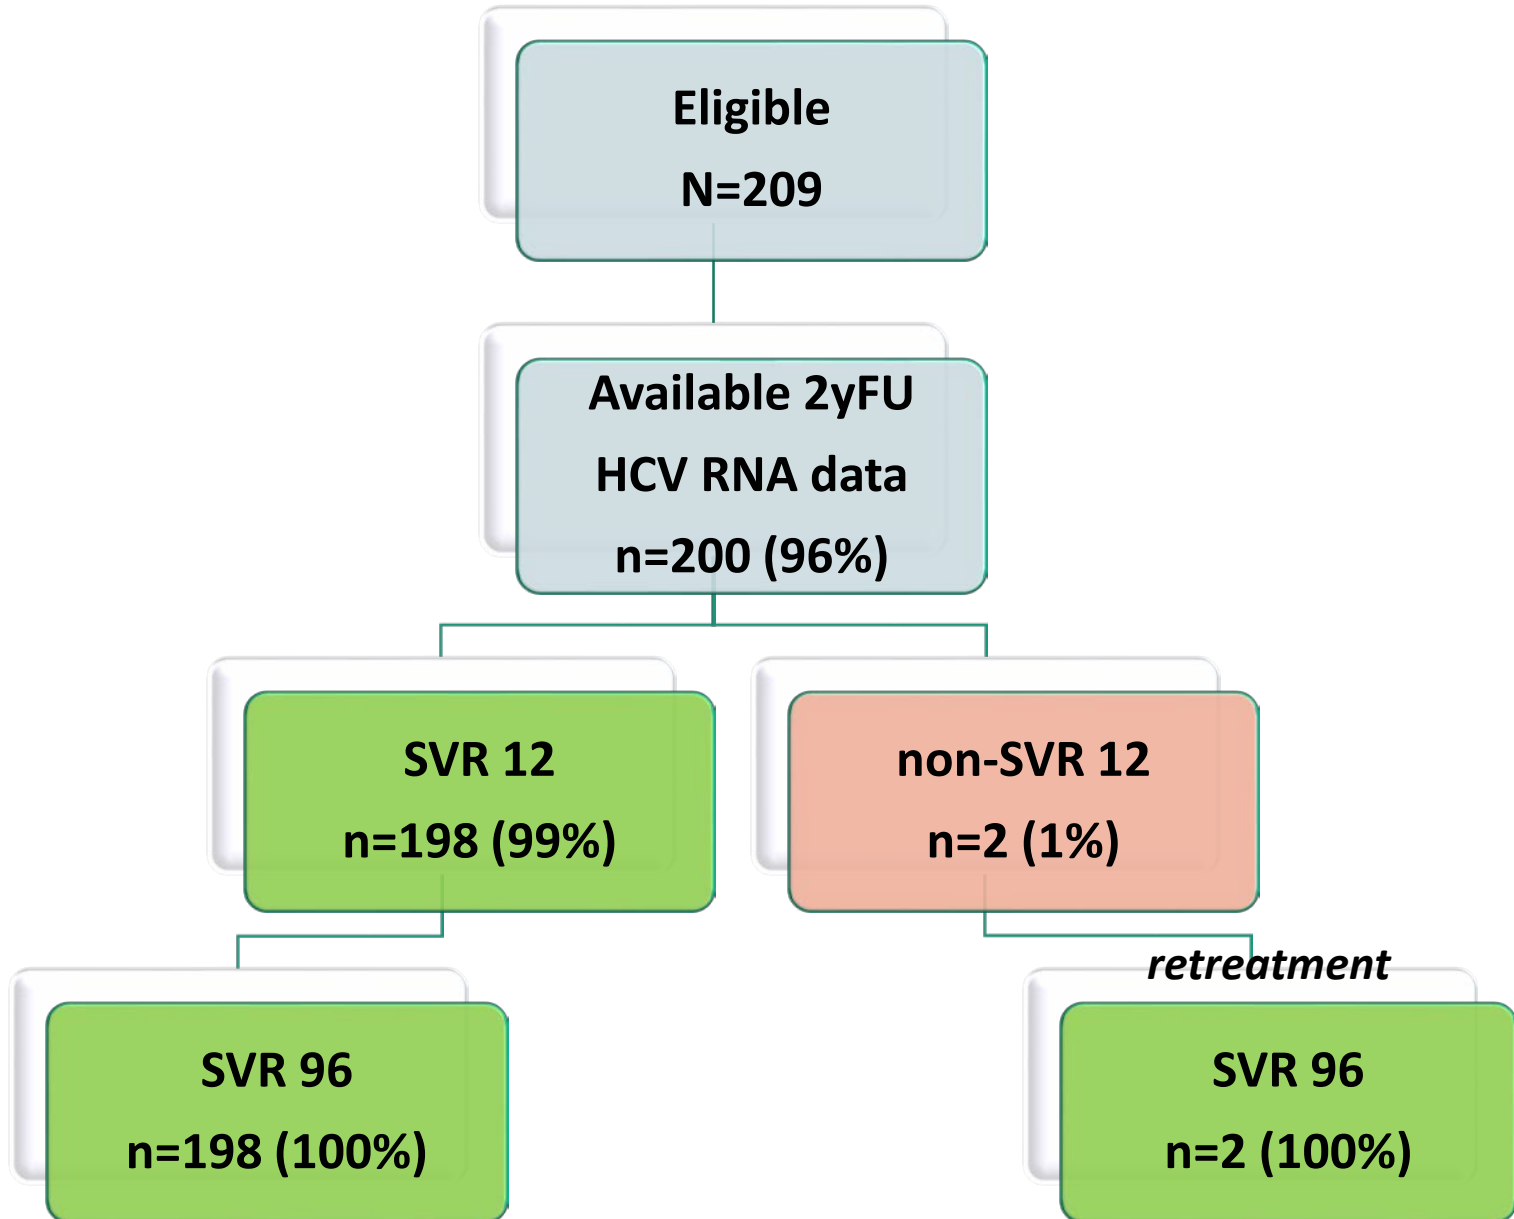 Eligible
N=209
Available 2yFU
HCV RNA data
n=200 (96%)
SVR 12
n=198 (99%)
non-SVR 12
n=2 (1%)
retreatment
SVR 96
n=198 (100%)
SVR 96
n=2 (100%)